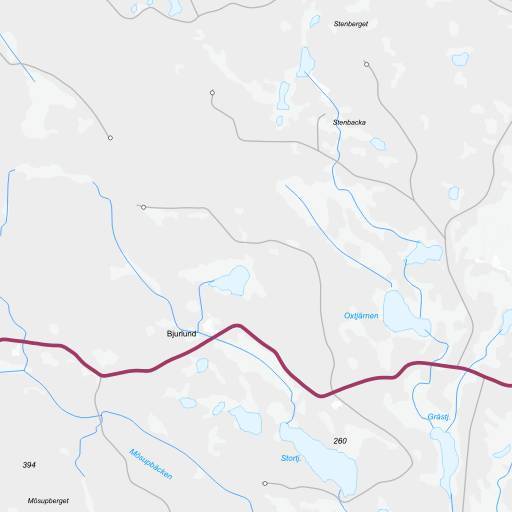 Stenberget
Stenbacka
Oxtjärnen
Bjurlund
Grästj.
260
Stortj.
Mösupbäcken
394
Mösupberget